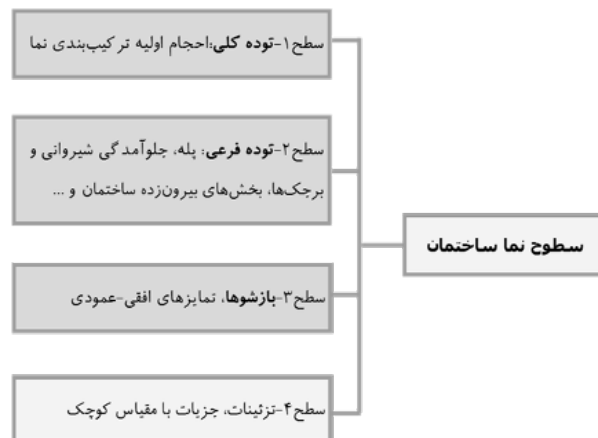 سطح۱-توده کلی:احجام اولیه ترکیب‌بندی نما
سطح۲-توده فرعی: پله، جلوآمدگی شیروانی و
برجک‌ها، بخش‌های بیرون‌زده ساختمان و ...
سطوح نما ساختمان
سطح۳-بازشوها، تمایزهای افقی-عمودی
سطح۴-تزئینات، جزیات با مقیاس کوچک